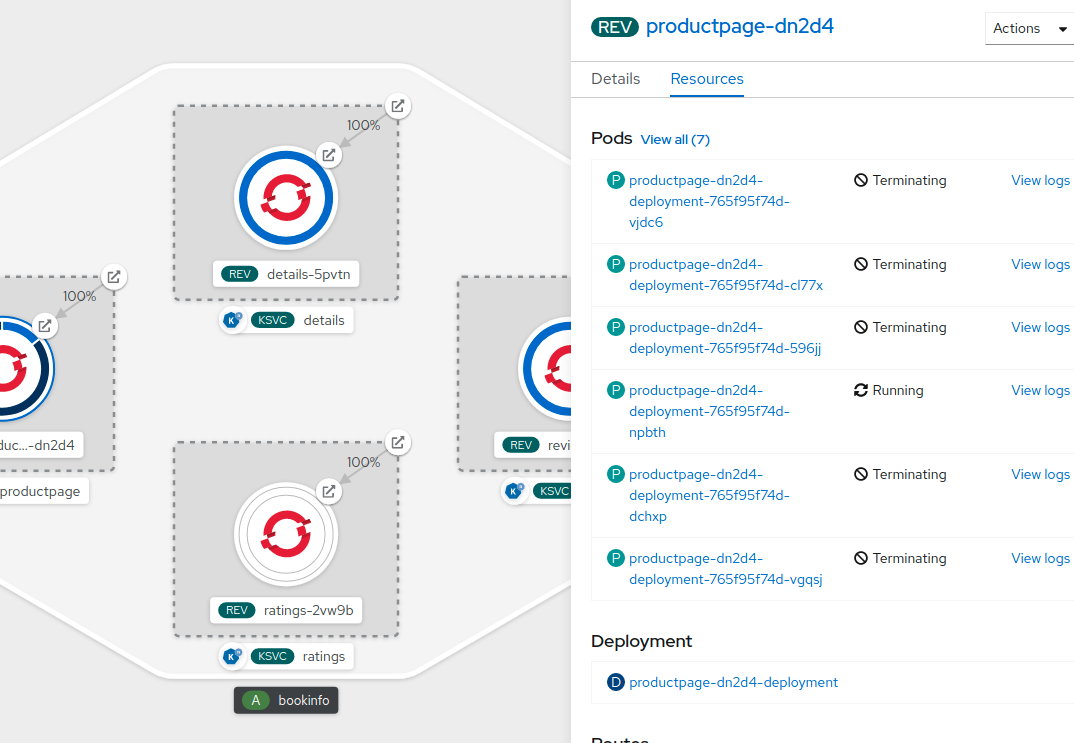 100%
REV details-5pvtn
K KSVC details
100%
duc...-dn2d4
productpage
REV revi
K KSVC
100%
REV ratings-2vw9b
K KSVC ratings
A bookinfo
REV productpage-dn2d4
Actions
Details Resources
Pods View all (7)
P productpage-dn2d4- Terminating View logs
deployment-765f95f74d-
vjdc6
P productpage-dn2d4- Terminating View logs
deployment-765f95f74d-cl77x
P productpage-dn2d4- Terminating View logs
deployment-765f95f74d-596jj
P productpage-dn2d4- Running View logs
deployment-765f95f74d-
npbth
P productpage-dn2d4- Terminating View logs
deployment-765f95f74d-
dchxp
P productpage-dn2d4- Terminating View logs
deployment-765f95f74d-vgqsj
Deployment
D productpage-dn2d4-deployment
Routes